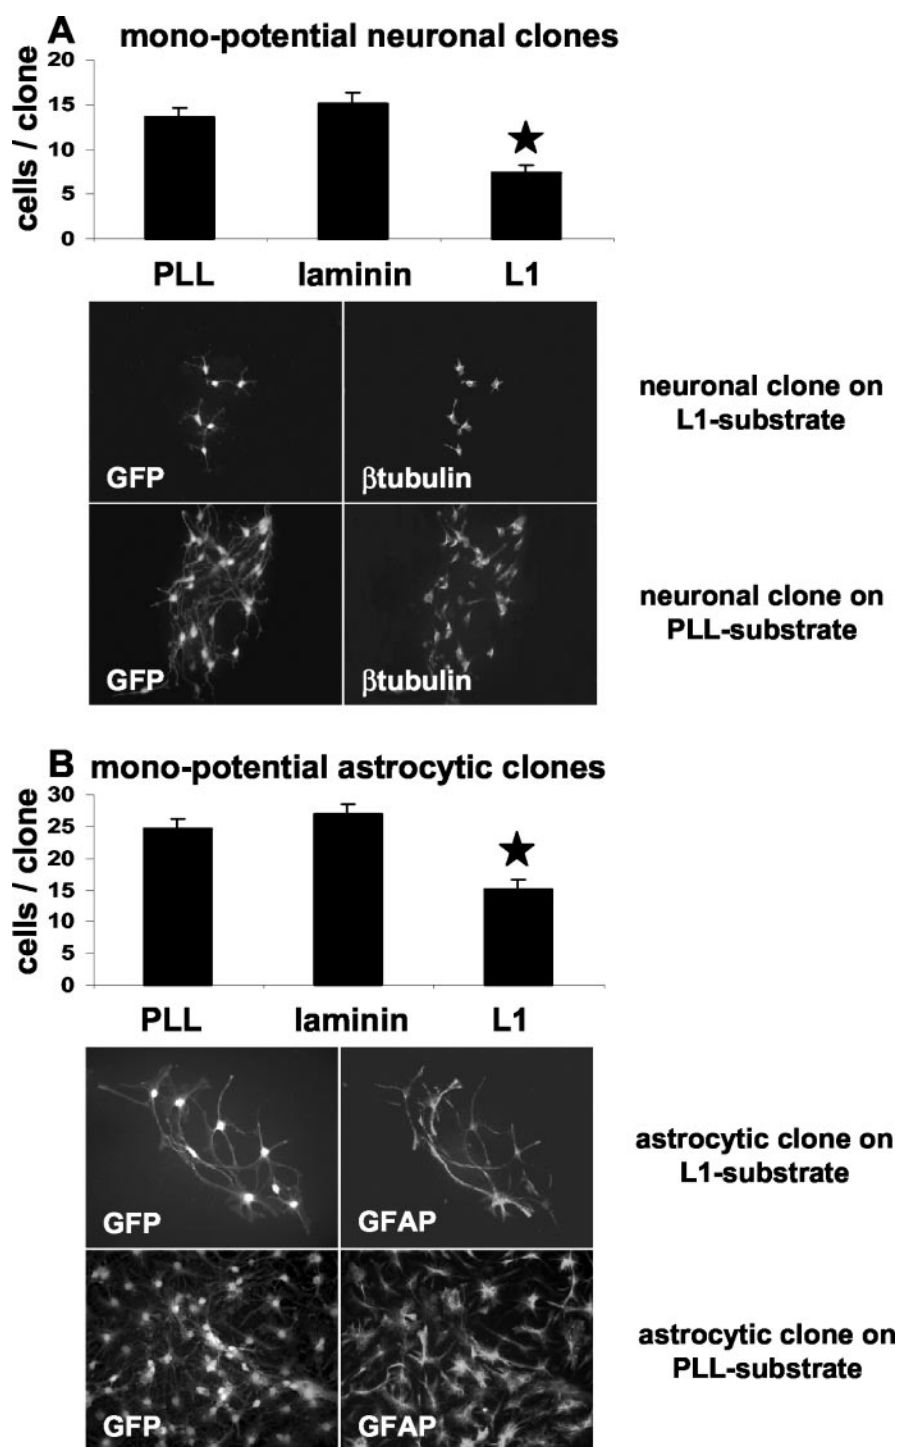 A mono-potential neuronal clones
cells / clone
20
15
10
5
0
PLL laminin L1
GFP βtubulin
neuronal clone on
L1-substrate
GFP βtubulin
neuronal clone on
PLL-substrate
B mono-potential astrocytic clones
cells / clone
30
25
20
15
10
5
0
PLL laminin L1
GFP GFAP
astrocytic clone on
L1-substrate
GFP GFAP
astrocytic clone on
PLL-substrate